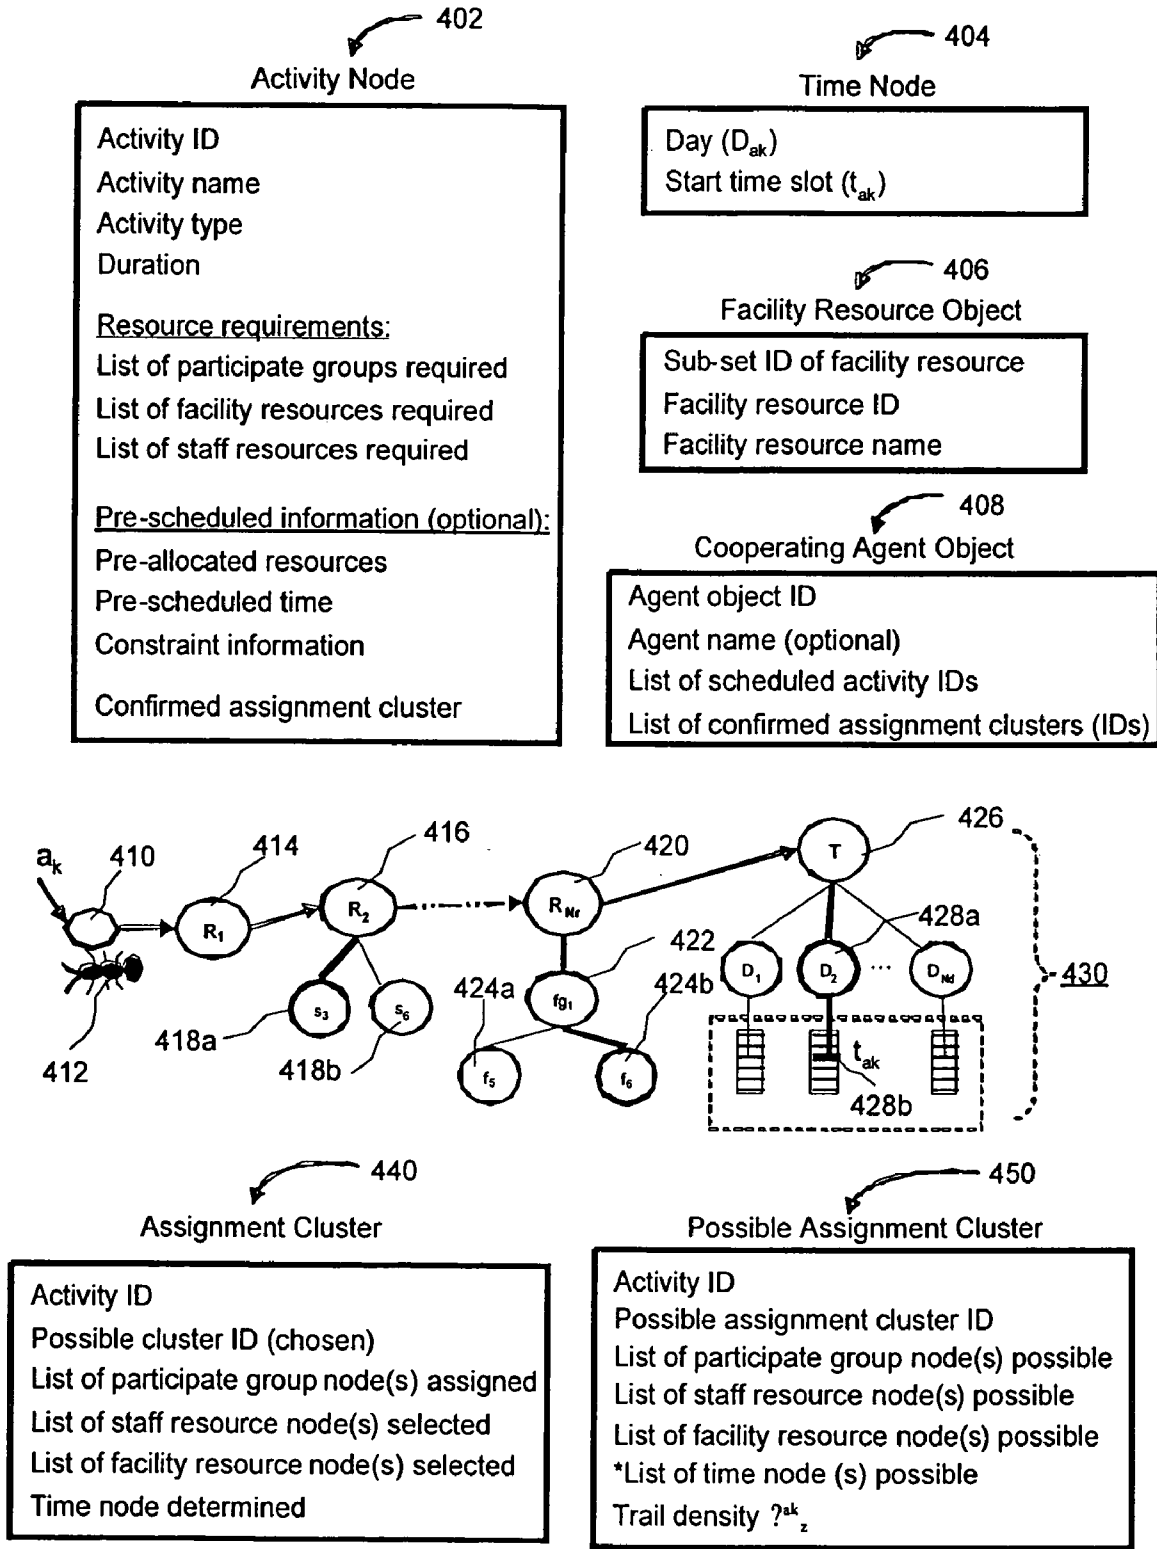 402
Activity Node
Activity ID
Activity name
Activity type
Duration
Resource requirements:
List of participate groups required
List of facility resources required
List of staff resources required
Pre-scheduled information (optional):
Pre-allocated resources
Pre-scheduled time
Constraint information
Confirmed assignment cluster
404
Time Node
Day (Dak)
Start time slot (tak)
406
Facility Resource Object
Sub-set ID of facility resource
Facility resource ID
Facility resource name
408
Cooperating Agent Object
Agent object ID
Agent name (optional)
List of scheduled activity IDs
List of confirmed assignment clusters (IDs)
ak
410
414
416
420
426
R1
R2
RNr
T
412
418a
s3
s6
418b
424a
fg1
422
424b
f5
f6
D1
D2
...
DNd
428a
430
tak
428b
440
Assignment Cluster
Activity ID
Possible cluster ID (chosen)
List of participate group node(s) assigned
List of staff resource node(s) selected
List of facility resource node(s) selected
Time node determined
450
Possible Assignment Cluster
Activity ID
Possible assignment cluster ID
List of participate group node(s) possible
List of staff resource node(s) possible
List of facility resource node(s) possible
*List of time node (s) possible
Trail density ?akz